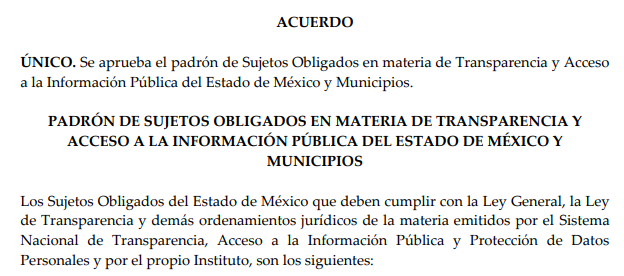 ACUERDO
ÚNICO. Se aprueba el padrón de Sujetos Obligados en materia de Transparencia y Acceso
a la Información Pública del Estado de México y Municipios.
PADRÓN DE SUJETOS OBLIGADOS EN MATERIA DE TRANSPARENCIA Y
ACCESO A LA INFORMACIÓN PÚBLICA DEL ESTADO DE MÉXICO Y
MUNICIPIOS
Los Sujetos Obligados del Estado de México que deben cumplir con la Ley General, la Ley
de Transparencia y demás ordenamientos jurídicos de la materia emitidos por el Sistema
Nacional de Transparencia, Acceso a la Información Pública y Protección de Datos
Personales y por el propio Instituto, son los siguientes: